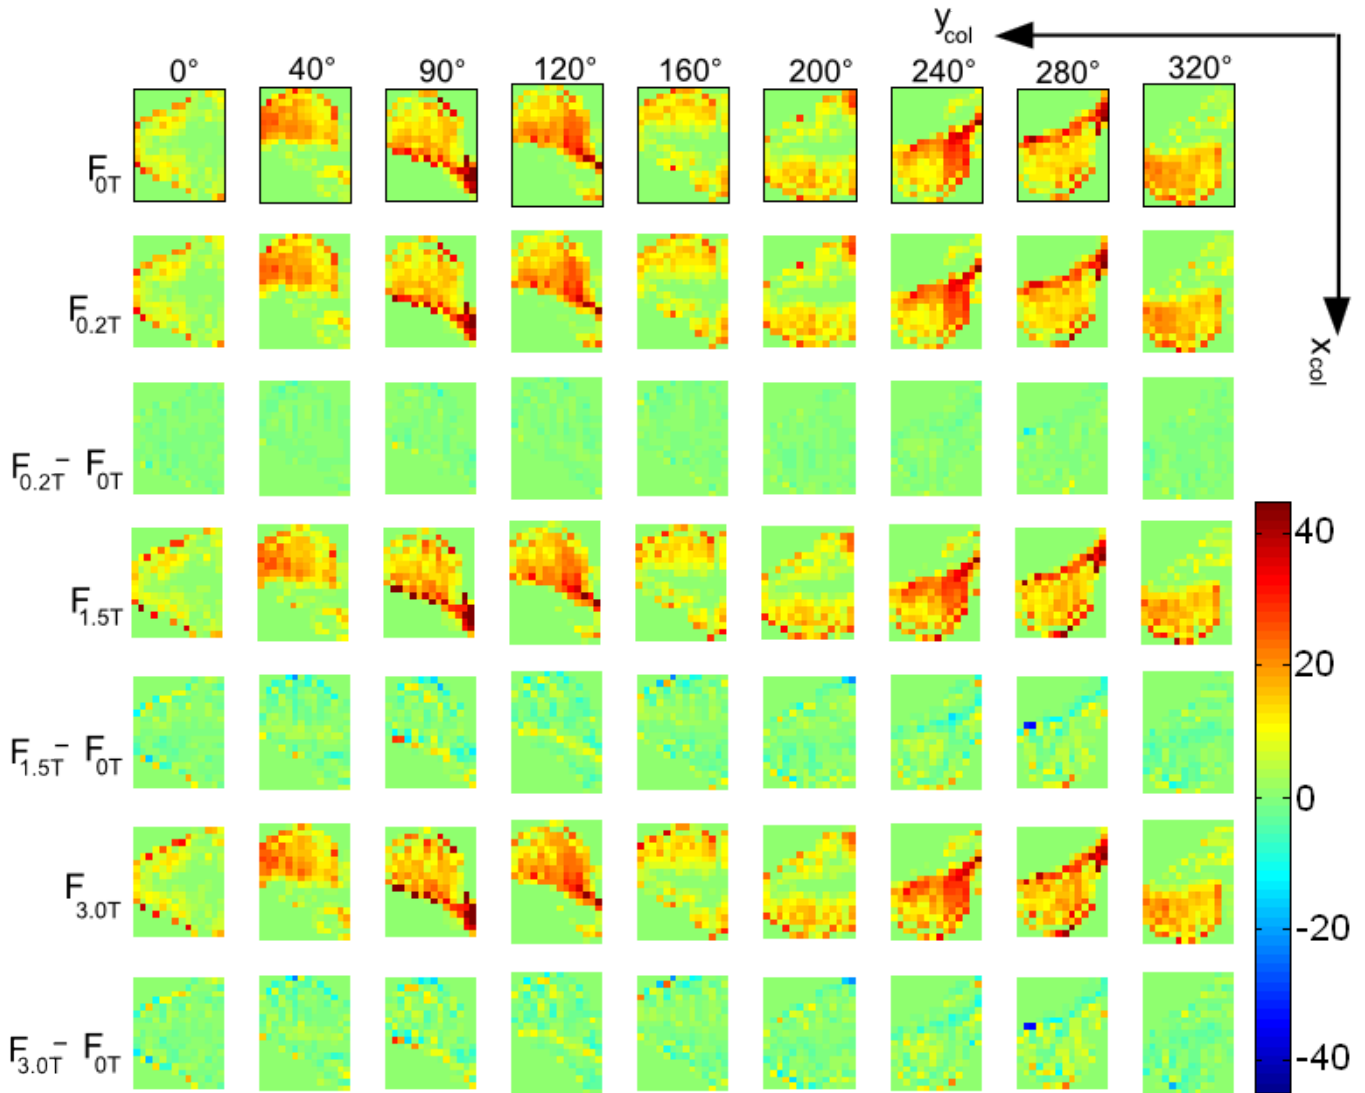 y_col
0° 40° 90° 120° 160° 200° 240° 280° 320°
F_0T
F_0.2T
x_col
F_0.2T - F_0T
F_1.5T
F_1.5T - F_0T
F_3.0T
F_3.0T - F_0T
40
20
0
-20
-40